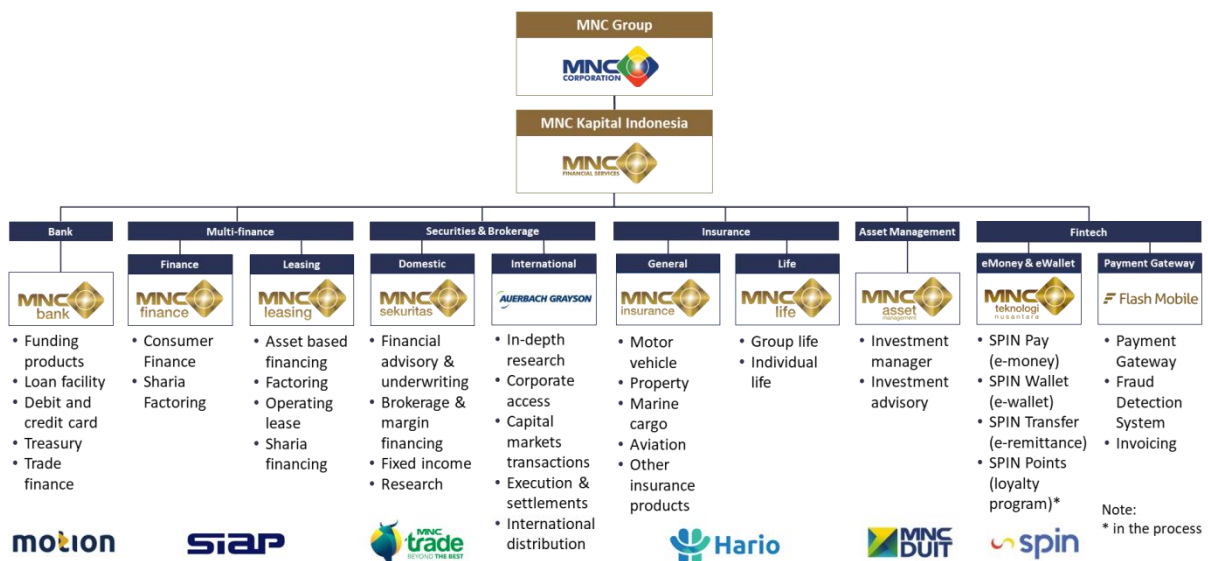 MNC Group
MNC
CORPORATION
MNC Kapital Indonesia
MNC
FINANCIAL SERVICES
Bank
MNC
bank
• Funding
products
• Loan facility
• Debit and
credit card
• Treasury
• Trade
finance
motion
Multi-finance
Finance
MNC
finance
• Consumer
Finance
• Sharia
Factoring
Leasing
MNC
leasing
• Asset based
financing
• Factoring
• Operating
lease
• Sharia
financing
SIAP
Securities & Brokerage
Domestic
MNC
sekuritas
• Financial
advisory &
underwriting
• Brokerage &
margin
financing
• Fixed income
• Research
International
AUERBACH GRAYSON
• In-depth
research
• Corporate
access
• Capital
markets
transactions
• Execution &
settlements
• International
distribution
MNC
trade
BEYOND THE BEST
Insurance
General
MNC
insurance
• Motor
vehicle
• Property
• Marine
cargo
• Aviation
• Other
insurance
products
Life
MNC
life
• Group life
• Individual
life
Hario
Asset Management
MNC
asset
management
• Investment
manager
• Investment
advisory
MNC
DUIT
Fintech
eMoney & eWallet
MNC
teknologi
nusantara
• SPIN Pay
(e-money)
• SPIN Wallet
(e-wallet)
• SPIN Transfer
(e-remittance)
• SPIN Points
(loyalty
program)*
spin
Payment Gateway
Flash Mobile
• Payment
Gateway
• Fraud
Detection
System
• Invoicing
Note:
* in the process